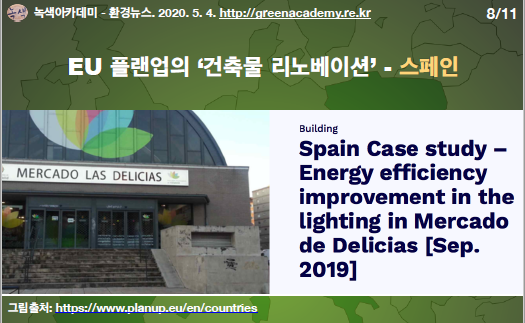 녹색 녹색아카데미 - 환경뉴스. 2020. 5. 4. http://greenacademy.re.kr 8/11
EU 플랜업의 ‘건축물 리노베이션’ - 스페인
MERCADO LAS DELICIAS
Building
Spain Case study –
Energy efficiency
improvement in the
lighting in Mercado
de Delicias [Sep.
2019]
그림출처: https://www.planup.eu/en/countries